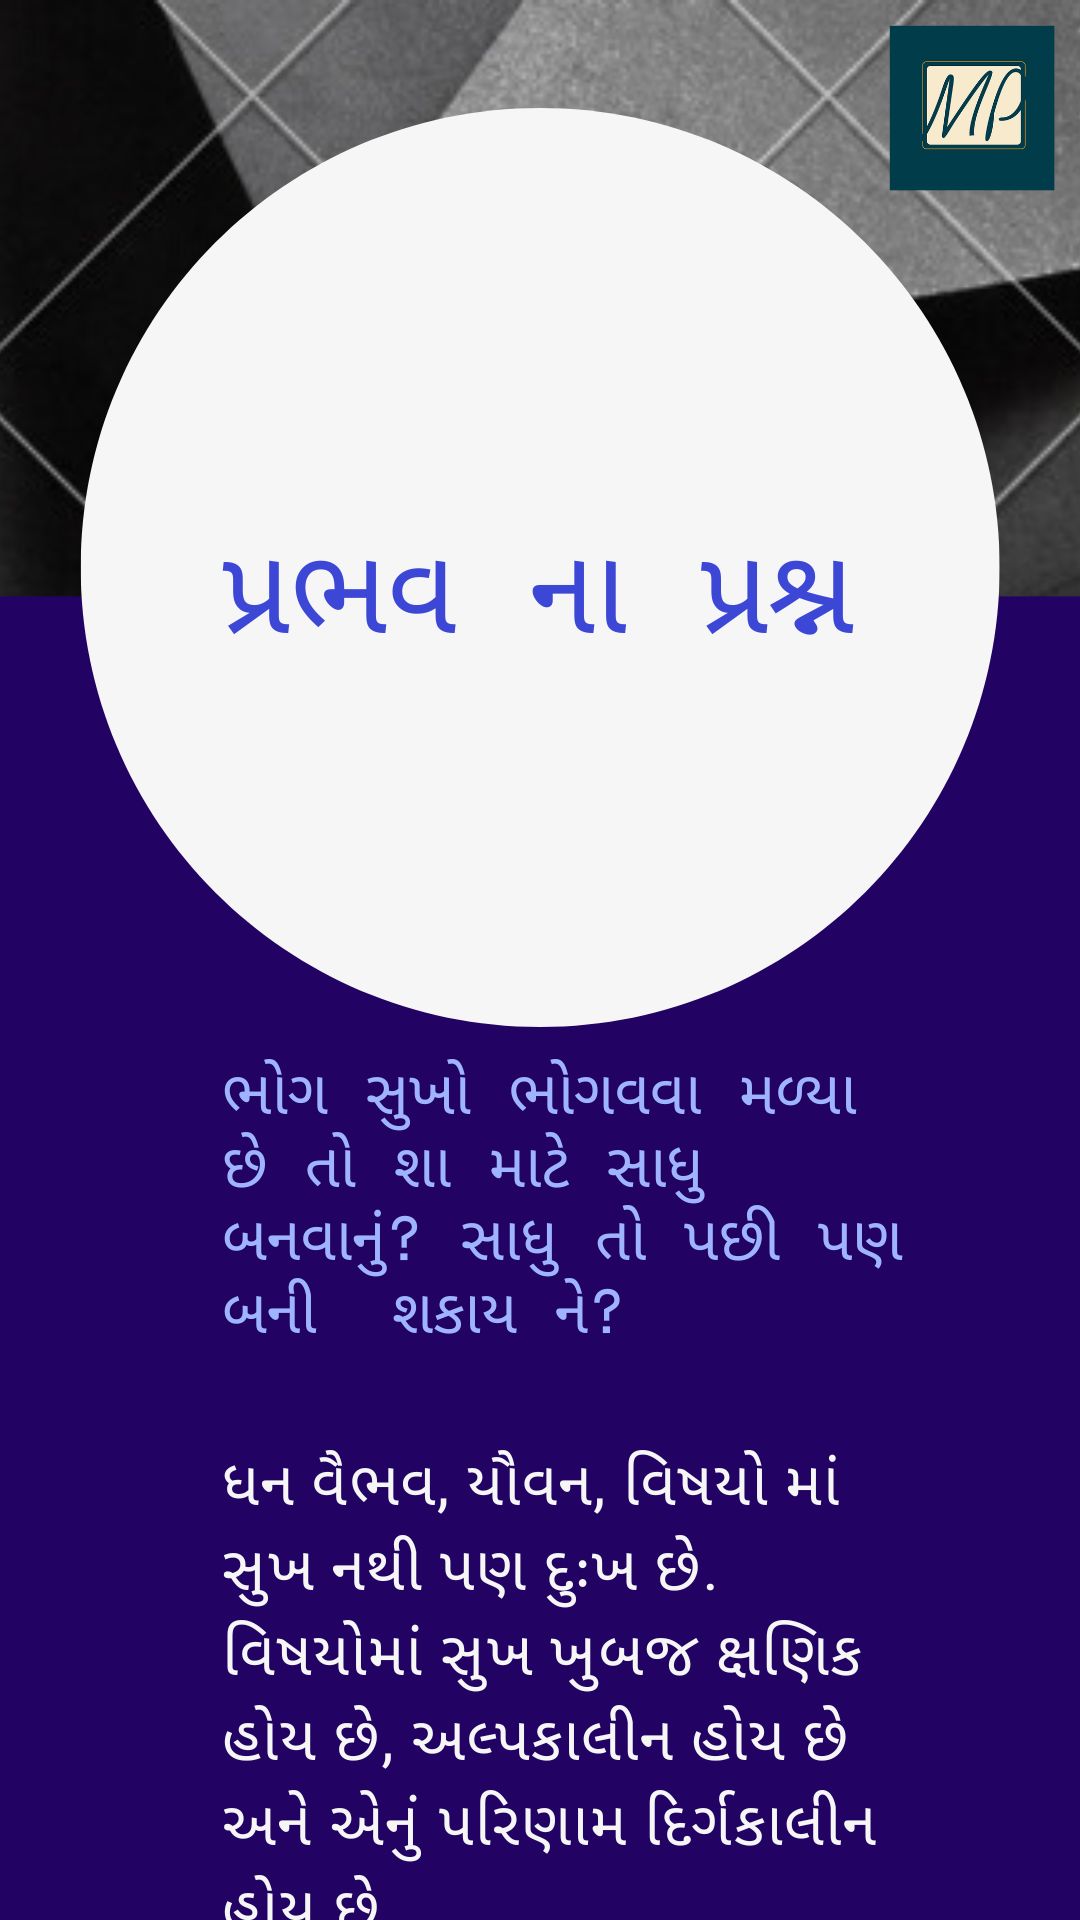 MP
પ્રભવ ના પ્રશ્ન
ભોગ સુખો ભોગવવા મળ્યા
છે તો શા માટે સાધુ
બનવાનું? સાધુ તો પછી પણ
બની શકાય ને?
ધન વૈભવ, યૌવન, વિષયો માં
સુખ નથી પણ દુઃખ છે.
વિષયોમાં સુખ ખુબજ ક્ષણિક
હોય છે, અલ્પકાલીન હોય છે
અને એનું પરિણામ દિર્ગકાલીન
હોય છે